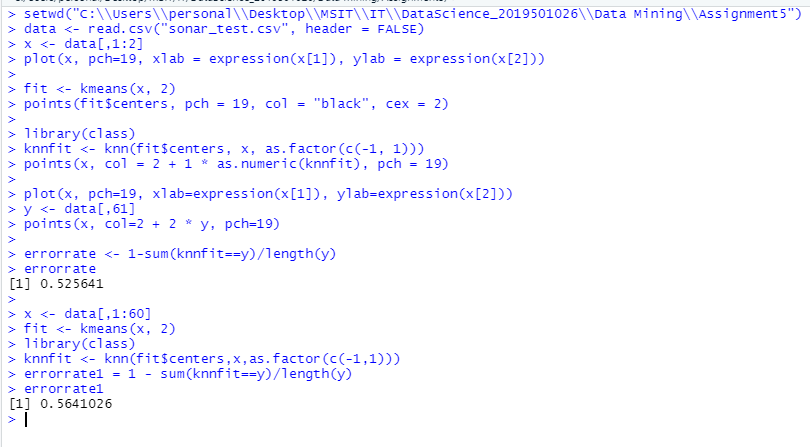 > setwd("C:\\Users\\personal\\Desktop\\MSIT\\IT\\DataScience_2019501026\\Data Mining\\Assignment5")
> data <- read.csv("sonar_test.csv", header = FALSE)
> x <- data[,1:2]
> plot(x, pch=19, xlab = expression(x[1]), ylab = expression(x[2]))
>
> fit <- kmeans(x, 2)
> points(fit$centers, pch = 19, col = "black", cex = 2)
>
> library(class)
> knnfit <- knn(fit$centers, x, as.factor(c(-1, 1)))
> points(x, col = 2 + 1 * as.numeric(knnfit), pch = 19)
>
> plot(x, pch=19, xlab=expression(x[1]), ylab=expression(x[2]))
> y <- data[,61]
> points(x, col=2 + 2 * y, pch=19)
>
> errorrate <- 1-sum(knnfit==y)/length(y)
> errorrate
[1] 0.525641
>
> x <- data[,1:60]
> fit <- kmeans(x, 2)
> library(class)
> knnfit <- knn(fit$centers,x,as.factor(c(-1,1)))
> errorrate1 = 1 - sum(knnfit==y)/length(y)
> errorrate1
[1] 0.5641026
>